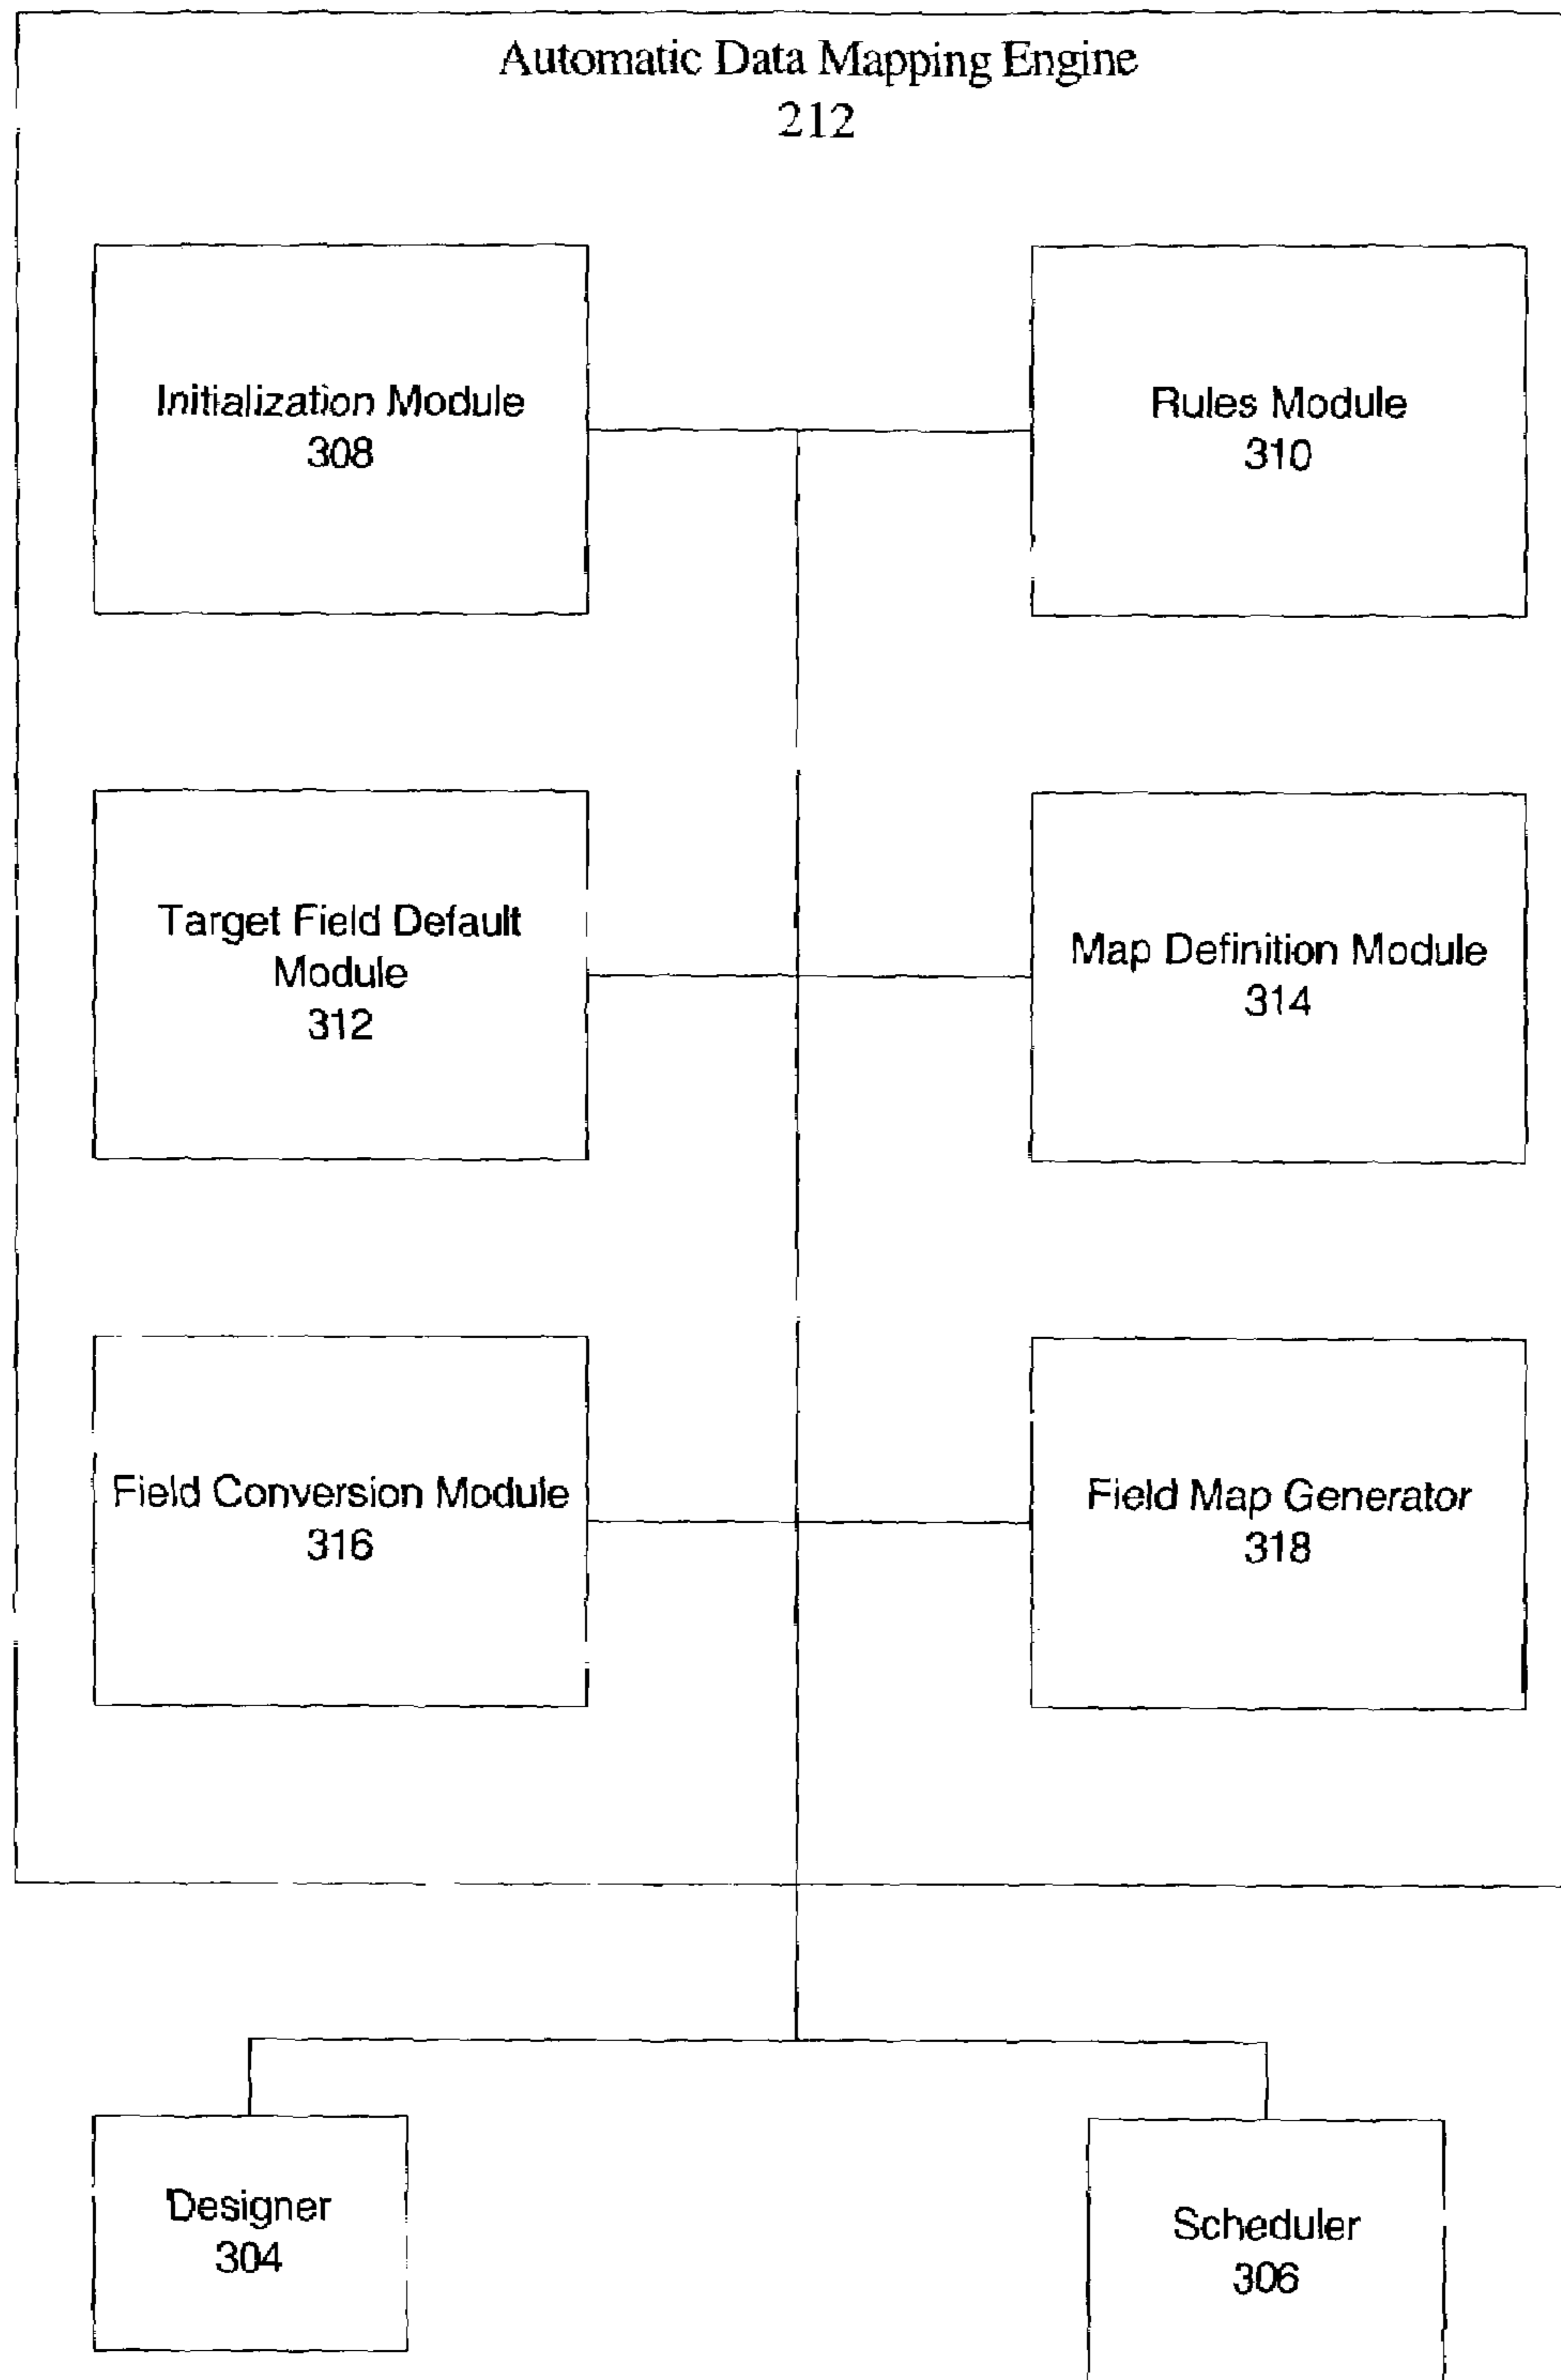 Automatic Data Mapping Engine
212
Initialization Module
308
Rules Module
310
Target Field Default
Module
312
Map Definition Module
314
Field Conversion Module
316
Field Map Generator
318
Designer
304
Scheduler
306